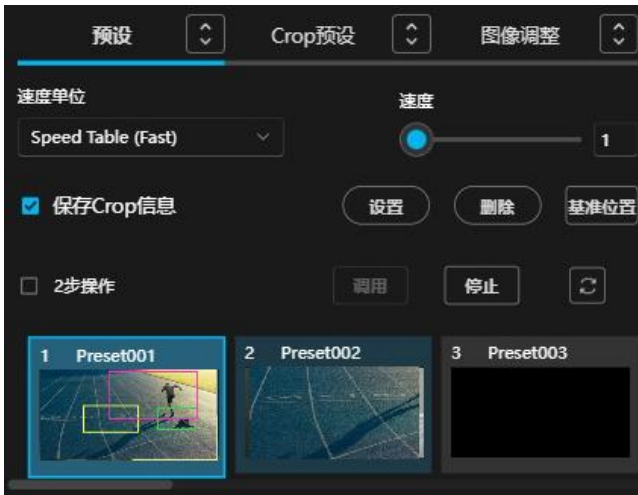 预设 Crop预设 图像调整
速度单位 速度
Speed Table (Fast) 1
保存Crop信息 设置 删除 基准位置
2步操作 调用 停止
1 Preset001 2 Preset002 3 Preset003